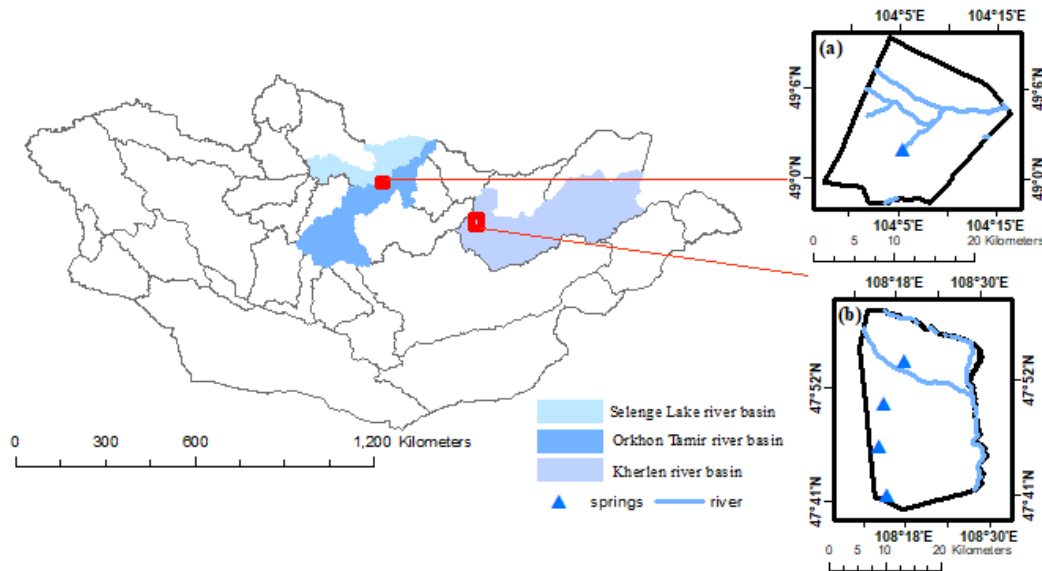 104°5'E 104°15'E
(a)
49°6'N 49°6'N
49°0'N 49°0'N
104°5'E 104°15'E
0 5 10 20 Kilometers
108°18'E 108°30'E
(b)
47°52'N 47°52'N
47°41'N 47°41'N
108°18'E 108°30'E
0 5 10 20 Kilometers
Selenge Lake river basin
Orkhon Tamir river basin
Kherlen river basin
springs river
0 300 600 1,200 Kilometers